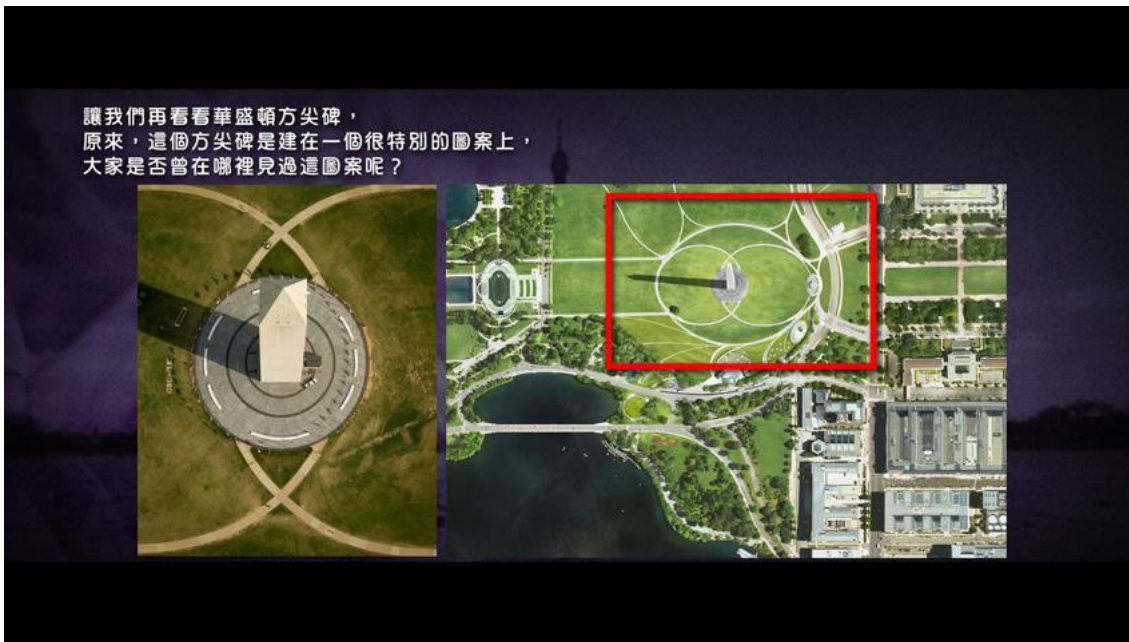 讓我們再看看華盛頓方尖碑，
原來，這個方尖碑是建在一個很特別的圖案上，
大家是否曾在哪裡見過這圖案呢？